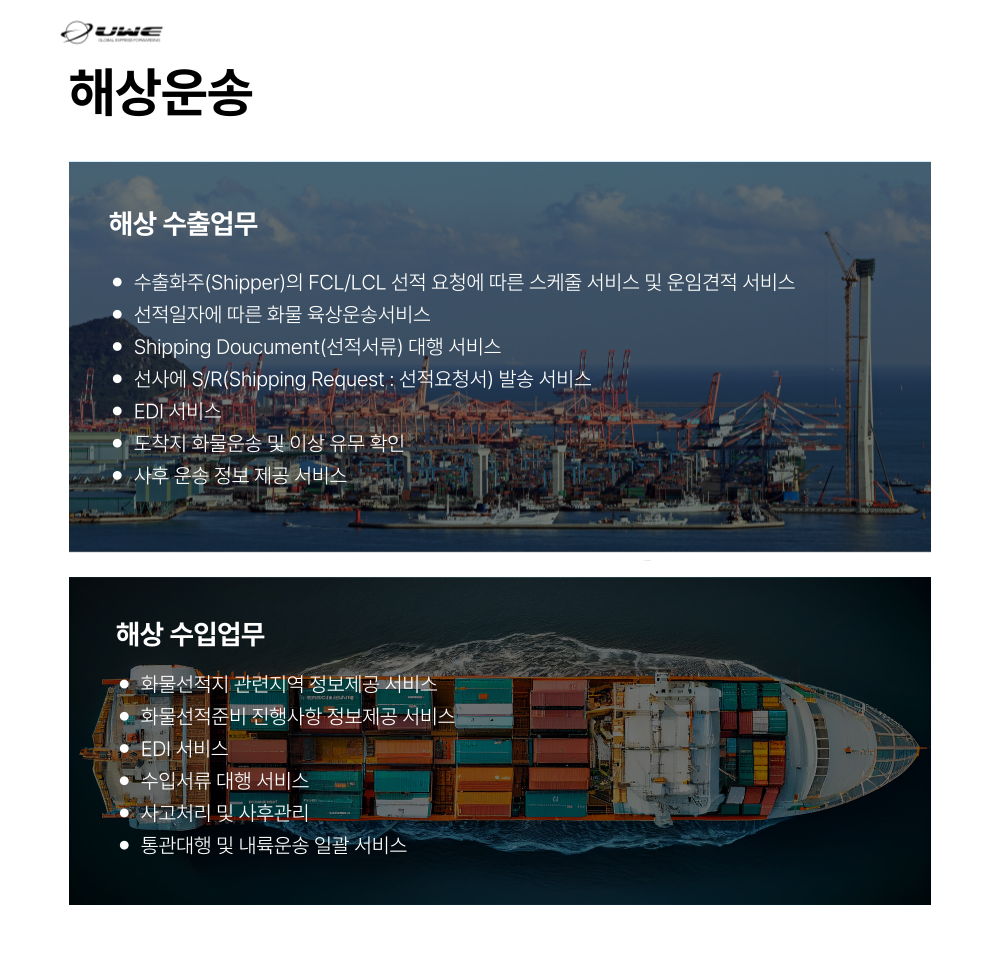 UWE
해상운송
해상 수출업무
수출화주(Shipper)의 FCL/LCL 선적 요청에 따른 스케줄 서비스 및 운임견적 서비스
선적일자에 따른 화물 육상운송서비스
Shipping Doucument(선적서류) 대행 서비스
선사에 S/R(Shipping Request : 선적요청서) 발송 서비스
EDI 서비스
도착지 화물운송 및 이상 유무 확인
사후 운송 정보 제공 서비스
해상 수입업무
화물선적지 관련지역 정보제공 서비스
화물선적준비 진행사항 정보제공 서비스
EDI 서비스
수입서류 대행 서비스
사고처리 및 사후관리
통관대행 및 내륙운송 일괄 서비스